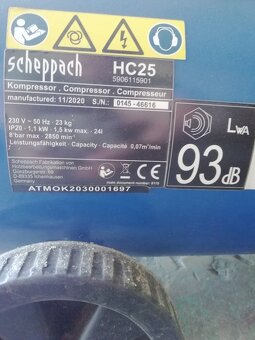 scheppach HC25
5906115901
Kompressor . Compressor . Compresseur
manufactured: 11/2020 S./N.: 0145-46616
230 V ~ 50 Hz · 23 kg
IP20 · 1,1 kW · 1,5 kw max · 24l
8 bar max · 2850 min⁻¹
Leistungsfähigkeit · Capacity · Capacité 0,07m³/min
Scheppach Fabrikation von
Holzbearbeitungsmaschinen GmbH
Günzburgerstr. 69
D-89335 Ichenhausen
Germany
ATMOK2030001697
LWA
93dB